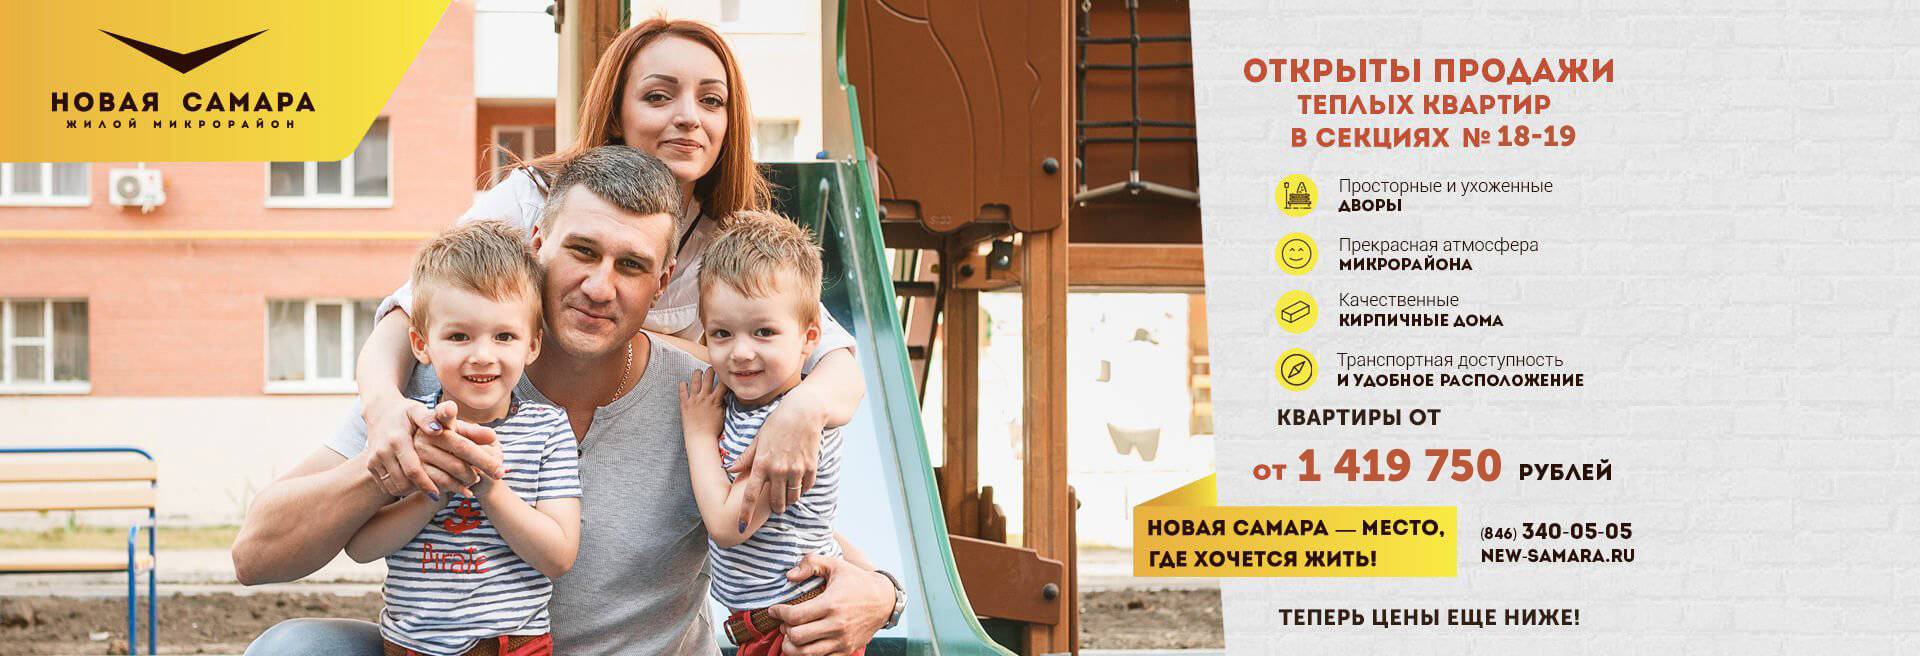 НОВАЯ САМАРА
ЖИЛОЙ МИКРОРАЙОН
ОТКРЫТЫ ПРОДАЖИ
ТЕПЛЫХ КВАРТИР
В СЕКЦИЯХ № 18-19
Просторные и ухоженные
ДВОРЫ
Прекрасная атмосфера
МИКРОРАЙОНА
Качественные
КИРПИЧНЫЕ ДОМА
Транспортная доступность
И УДОБНОЕ РАСПОЛОЖЕНИЕ
КВАРТИРЫ ОТ
ОТ 1 419 750 РУБЛЕЙ
НОВАЯ САМАРА — МЕСТО,
ГДЕ ХОЧЕТСЯ ЖИТЬ!
(846) 340-05-05
NEW-SAMARA.RU
ТЕПЕРЬ ЦЕНЫ ЕЩЕ НИЖЕ!
Pirate